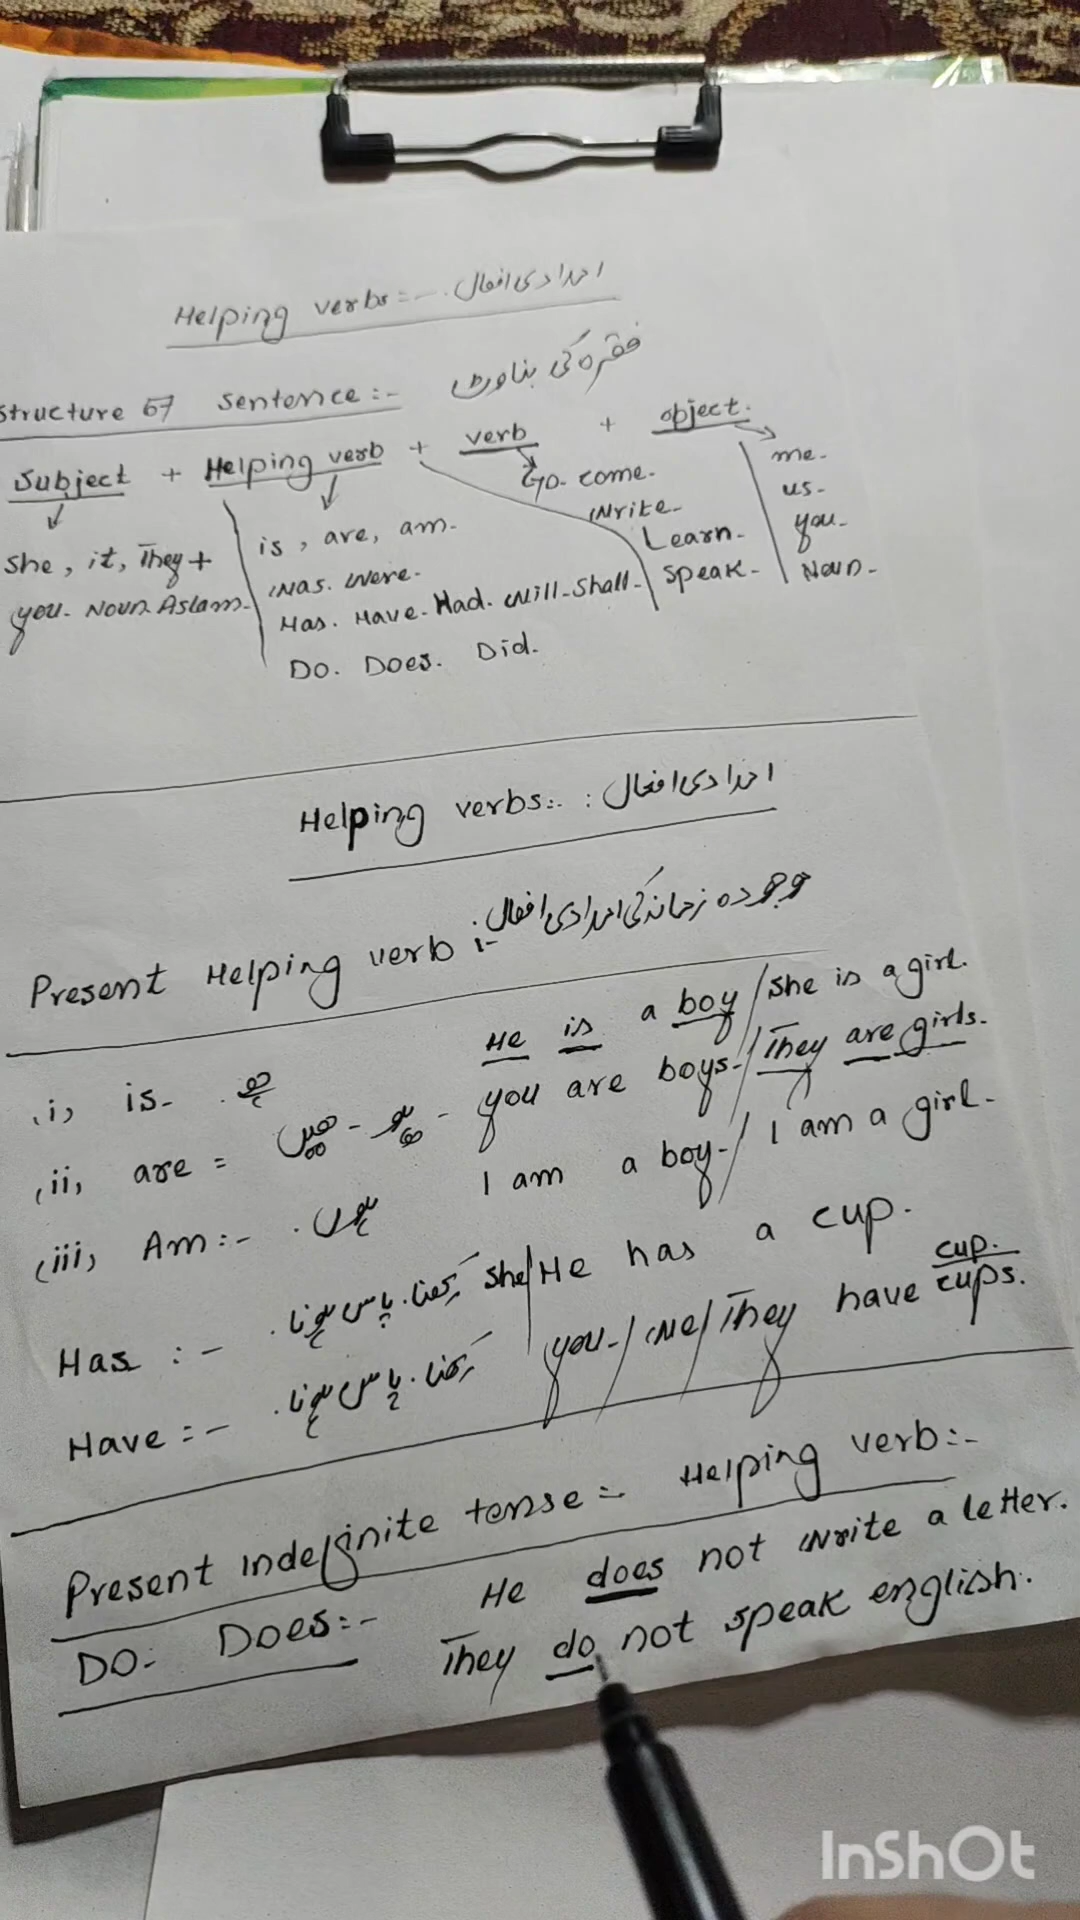 Helping verbs:- امدادی افعال
Structure of sentence:- فقرہ کی بناوٹ
Subject + Helping verb + verb + object.
She, it, They +
you. Noun. Aslam.
is, are, am.
Was. Were.
Has. Have. Had. Will. Shall.
Do. Does. Did.
Go. come.
Write.
Learn.
Speak.
me.
us.
you.
Noun.
Helping verbs:- امدادی افعال
Present Helping verb :- موجودہ زمانہ کی امدادی افعال
(i) is - ہے He is a boy / She is a girl.
(ii) are = ہیں - ہو - you are boys / They are girls.
(iii) Am :- ہوں. I am a boy - / I am a girl.
Has :- رکھنا. پاس ہونا. She/He has a cup.
Have :- رکھنا. پاس ہونا. you / We / They have cup.
cups.
Present indefinite tense = Helping verb:-
DO. Does:- He does not write a letter.
They do not speak english.
InShOt